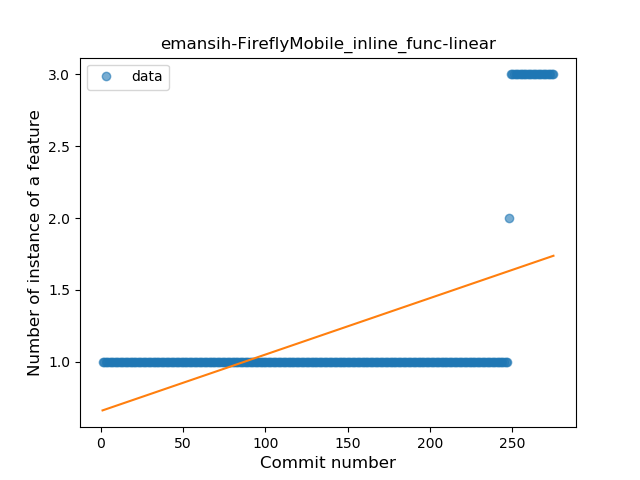 emansih-FireflyMobile_inline_func-linear
data
Number of instance of a feature
3.0
2.5
2.0
1.5
1.0
0
50
100
150
200
250
Commit number